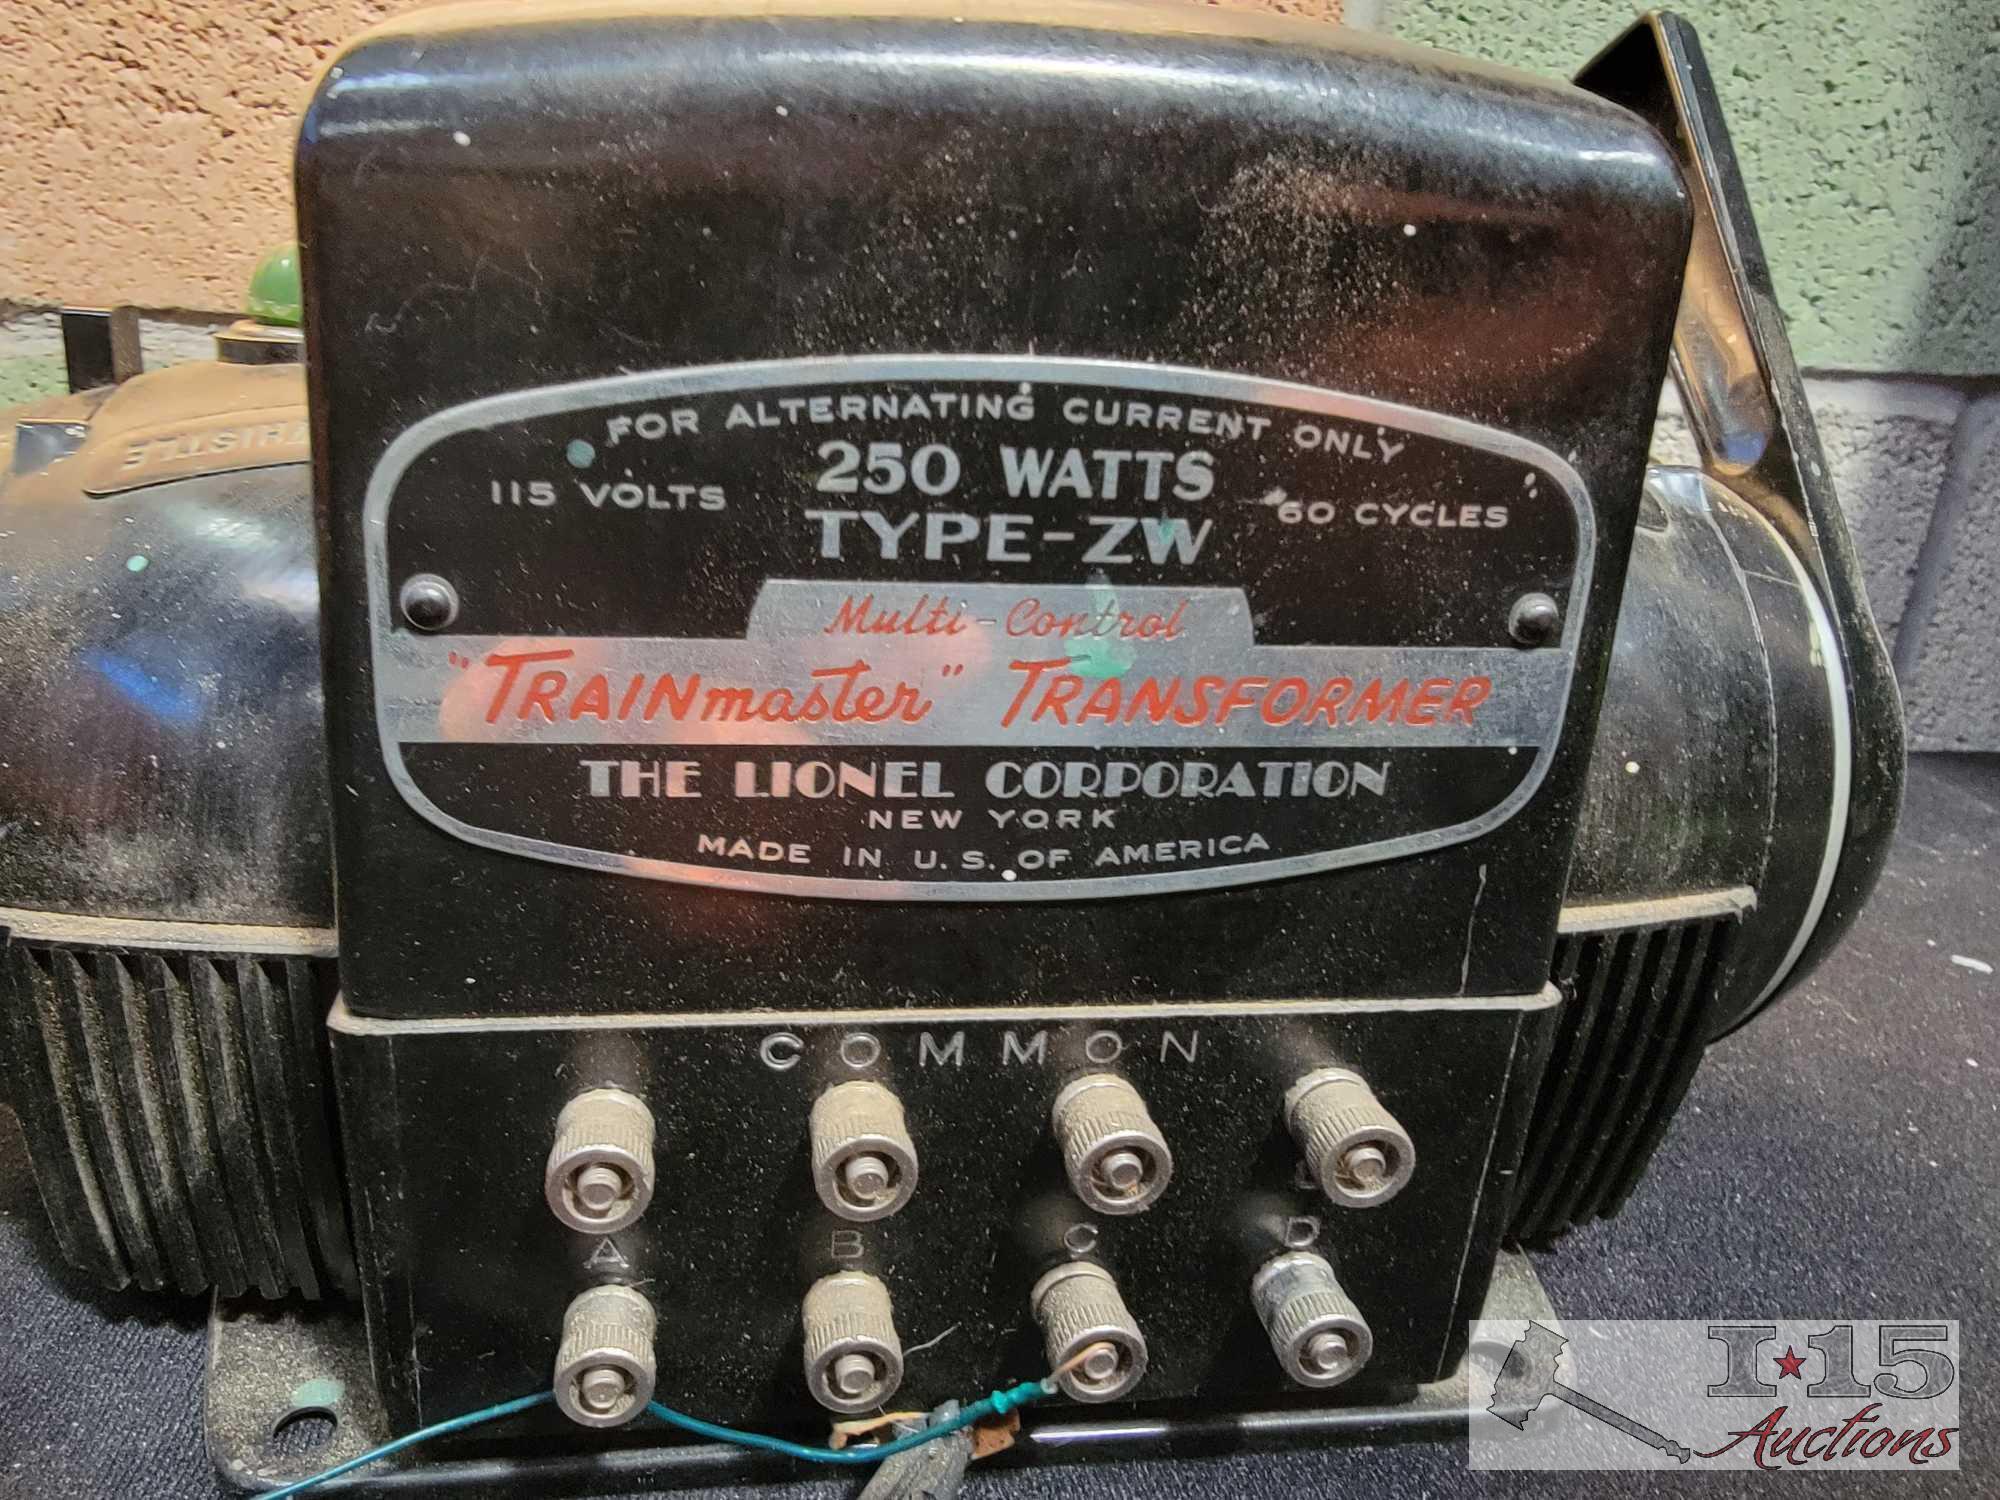 WHISTLE
FOR ALTERNATING CURRENT ONLY
250 WATTS
115 VOLTS
60 CYCLES
TYPE-ZW
Multi-Control
"TRAINmaster" TRANSFORMER
THE LIONEL CORPORATION
NEW YORK
MADE IN U.S. OF AMERICA
COMMON
A B C D
I★15
Auctions